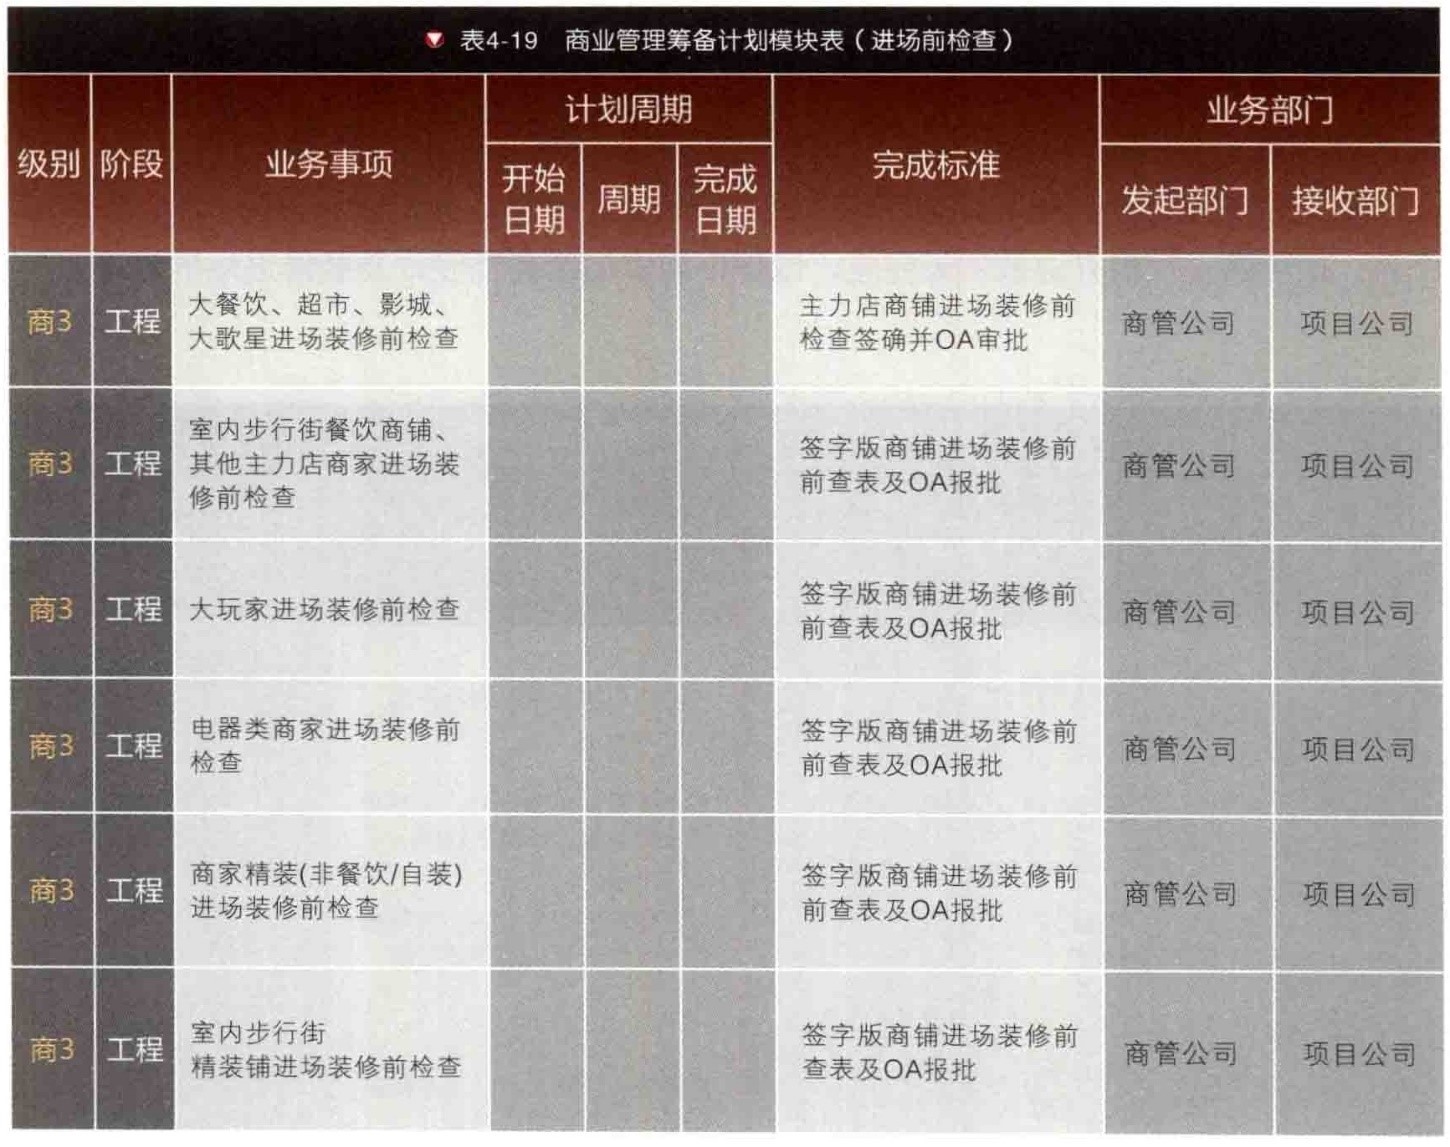 表4-19 商业管理筹备计划模块表（进场前检查）
级别 阶段 业务事项 计划周期 完成标准 业务部门
开始
日期
周期
完成
日期
发起部门 接收部门
商3 工程
大餐饮、超市、影城、
大歌星进场装修前检查
主力店商铺进场装修前
检查签确并OA审批
商管公司 项目公司
商3 工程
室内步行街餐饮商铺、
其他主力店商家进场装
修前检查
签字版商铺进场装修前
前查表及OA报批
商管公司 项目公司
商3 工程
大玩家进场装修前检查
签字版商铺进场装修前
前查表及OA报批
商管公司 项目公司
商3 工程
电器类商家进场装修前
检查
签字版商铺进场装修前
前查表及OA报批
商管公司 项目公司
商3 工程
商家精装(非餐饮/自装)
进场装修前检查
签字版商铺进场装修前
前查表及OA报批
商管公司 项目公司
商3 工程
室内步行街
精装铺进场装修前检查
签字版商铺进场装修前
查表及OA报批
商管公司 项目公司